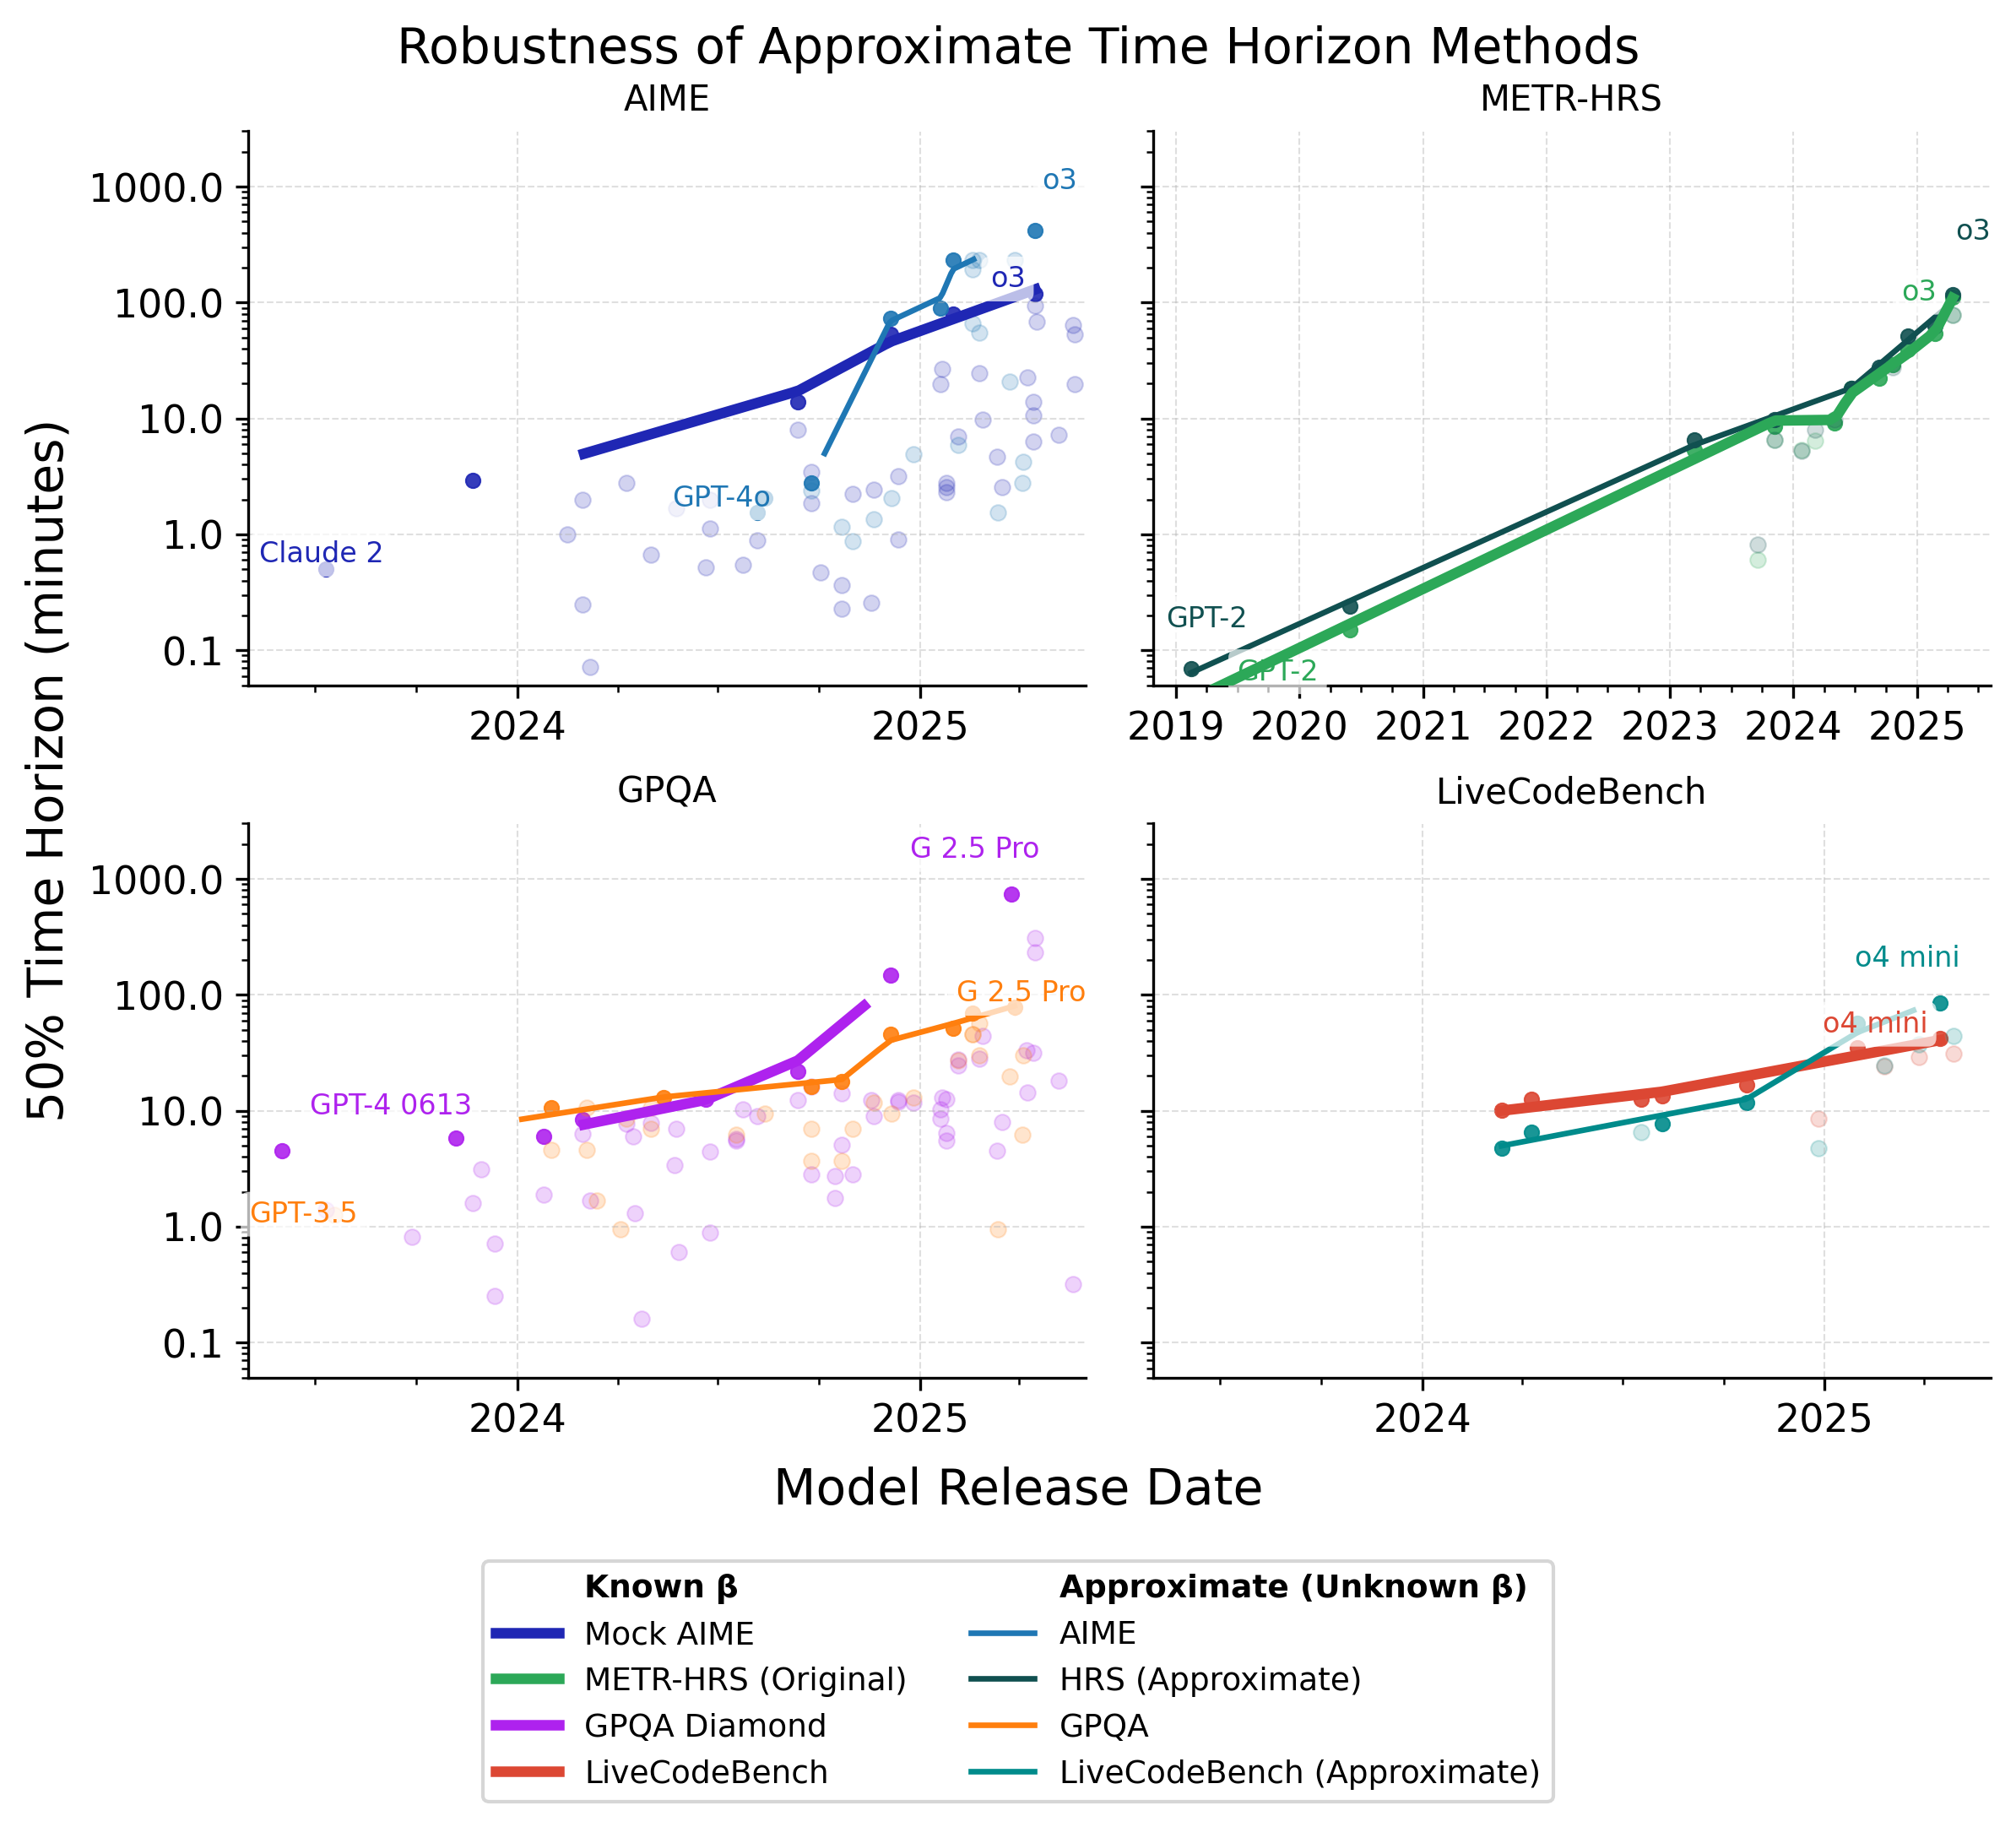 Robustness of Approximate Time Horizon Methods
AIME
METR-HRS
50% Time Horizon (minutes)
1000.0
100.0
10.0
1.0
0.1
o3
o3
GPT-4o
Claude 2
2024
2025
o3
o3
GPT-2
GPT-2
2019
2020
2021
2022
2023
2024
2025
GPQA
LiveCodeBench
1000.0
100.0
10.0
1.0
0.1
G 2.5 Pro
G 2.5 Pro
GPT-4 0613
GPT-3.5
2024
2025
o4 mini
o4 mini
2024
2025
Model Release Date
Known β
Mock AIME
METR-HRS (Original)
GPQA Diamond
LiveCodeBench
Approximate (Unknown β)
AIME
HRS (Approximate)
GPQA
LiveCodeBench (Approximate)